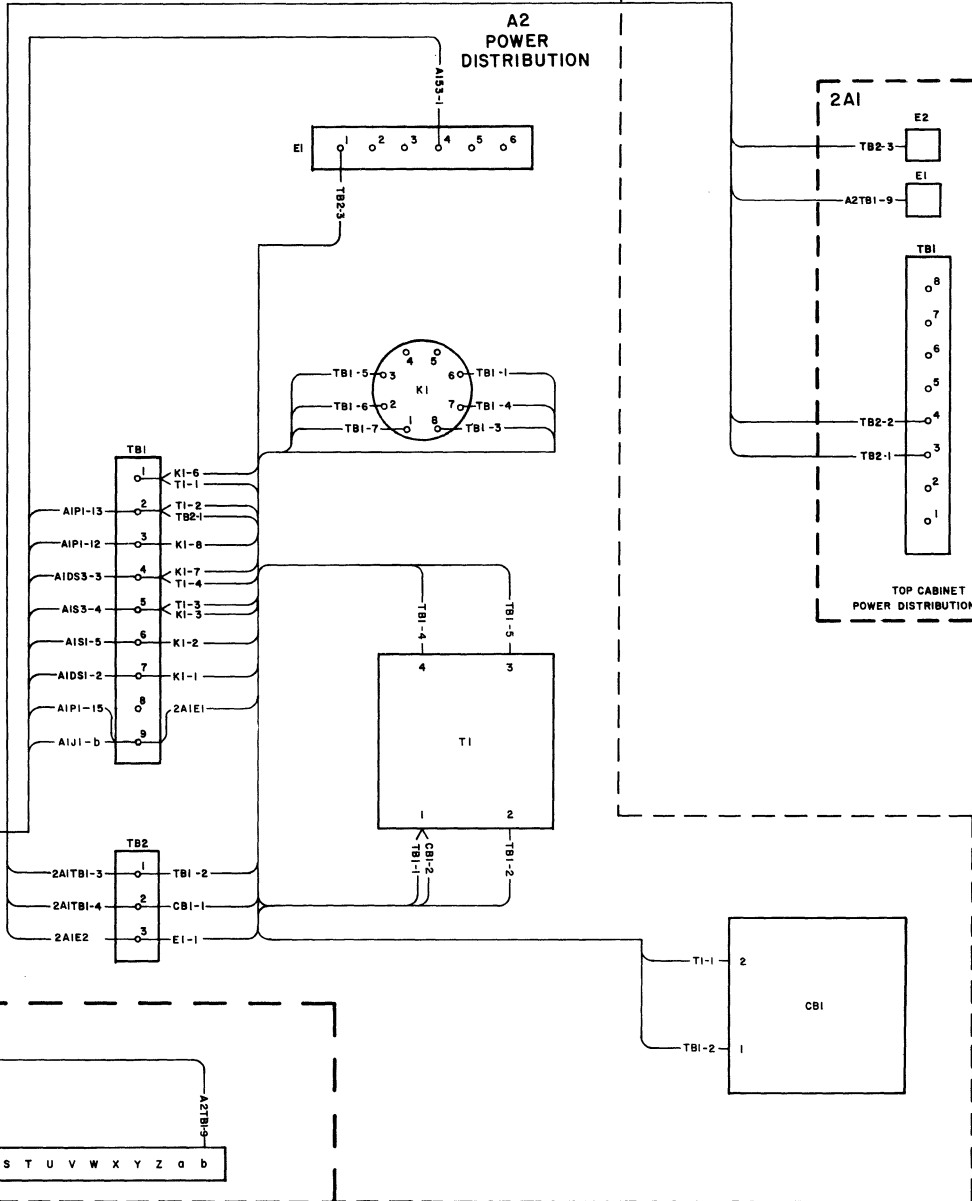 A2
POWER
DISTRIBUTION
A1S3-1
E1
1 2 3 4 5 6
TB2-3
2A1
E2
TB2-3
E1
A2TB1-9
TB1
8
7
6
5
TB2-2 4
TB2-1 3
2
1
TOP CABINET
POWER DISTRIBUTION
4 5
TB1-5 3 6 TB1-1
K1
TB1-6 2 7 TB1-4
TB1-7 1 8 TB1-3
TB1
1 K1-6
T1-1
A1P1-13 2 T1-2
TB2-1
A1P1-12 3 K1-8
A1DS3-3 4 K1-7
T1-4
A1S3-4 5 T1-3
K1-3
A1S1-5 6 K1-2
A1DS1-2 7 K1-1
A1P1-15 8 2A1E1
A1J1-b 9
TB1-4 TB1-5
4 3
T1
1 2
TB1-1 CB1-2 TB1-2
TB2
2A1TB1-3 1 TB1-2
2A1TB1-4 2 CB1-1
2A1E2 3 E1-1
T1-1 2
CB1
TB1-2 1
A2TB1-9
S T U V W X Y Z a b